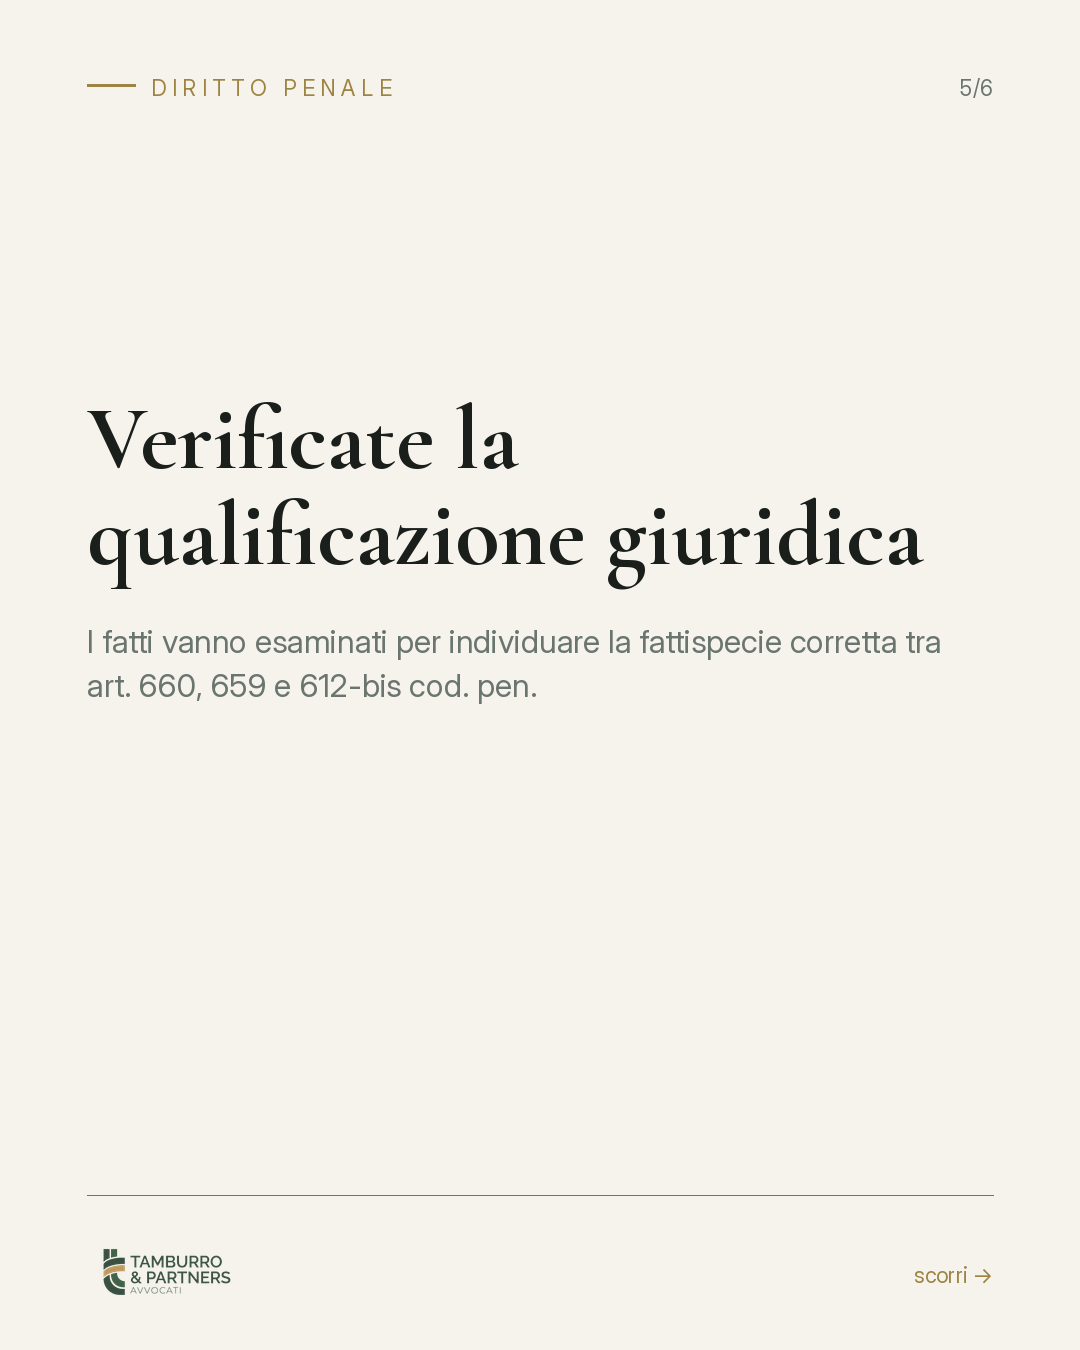 DIRITTO PENALE
5/6
Verificate la
qualificazione giuridica
I fatti vanno esaminati per individuare la fattispecie corretta tra
art. 660, 659 e 612-bis cod. pen.
TAMBURRO
& PARTNERS
AVVOCATI
scorri →